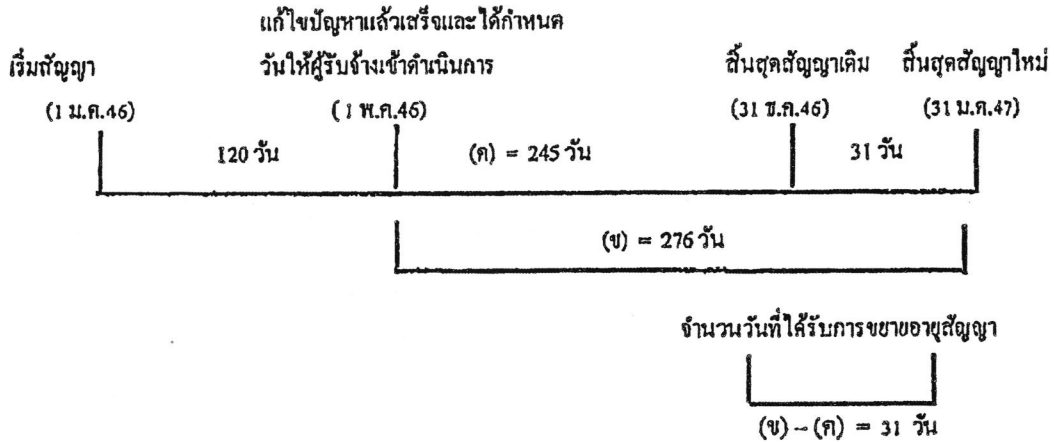 แก้ไขปัญหาแล้วเสร็จและได้กำหนด
เริ่มสัญญา วันให้ผู้รับจ้างเข้าดำเนินการ สิ้นสุดสัญญาเดิม สิ้นสุดสัญญาใหม่
(1 ม.ค.46) (1 พ.ค.46) (31 ธ.ค.46) (31 ม.ค.47)
120 วัน (ค) = 245 วัน 31 วัน
(ข) = 276 วัน
จำนวนวันที่ได้รับการขยายอายุสัญญา
(ข) – (ค) = 31 วัน